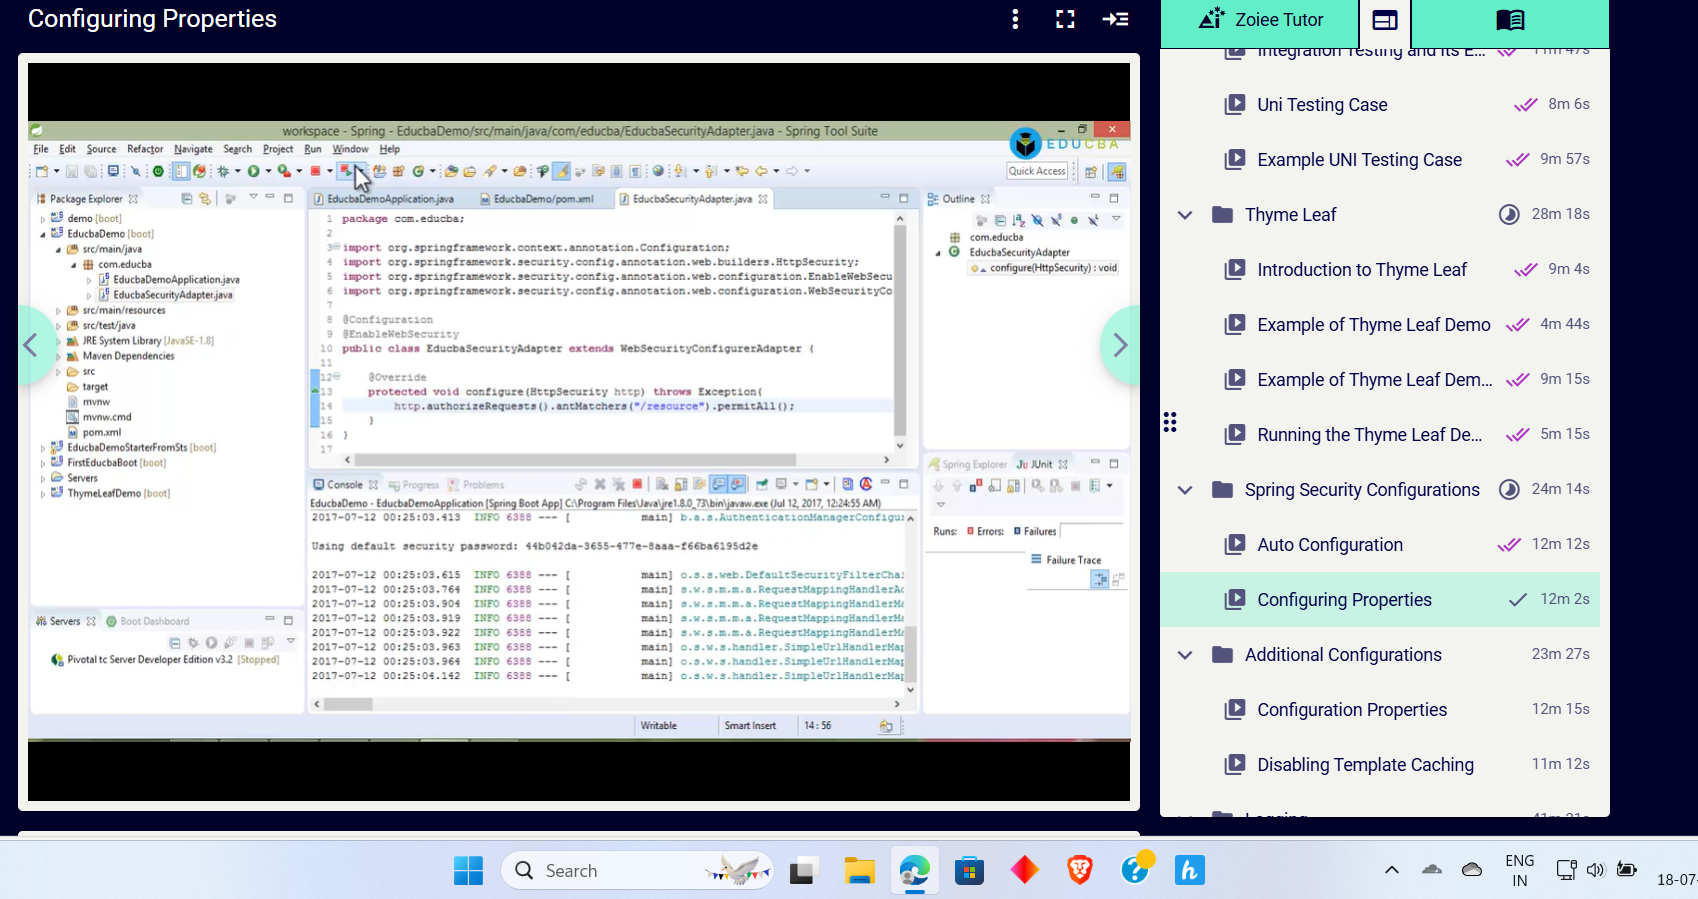 Configuring Properties
Zoiee Tutor
workspace - Spring - EducbaDemo/src/main/java/com/educba/EducbaSecurityAdapter.java - Spring Tool Suite
EDUCBA
File Edit Source Refactor Navigate Search Project Run Window Help
Quick Access
Package Explorer
demo [boot]
EducbaDemo [boot]
src/main/java
com.educba
EducbaDemoApplication.java
EducbaSecurityAdapter.java
src/main/resources
src/test/java
JRE System Library [JavaSE-1.8]
Maven Dependencies
src
target
mvnw
mvnw.cmd
pom.xml
EducbaDemoStarterFromSts [boot]
FirstEducbaBoot [boot]
Servers
ThymeLeafDemo [boot]
Servers Boot Dashboard
Pivotal tc Server Developer Edition v3.2 [Stopped]
EducbaDemoApplication.java EducbaDemo/pom.xml EducbaSecurityAdapter.java
1 package com.educba;
2
3 import org.springframework.context.annotation.Configuration;
4 import org.springframework.security.config.annotation.web.builders.HttpSecurity;
5 import org.springframework.security.config.annotation.web.configuration.EnableWebSecu
6 import org.springframework.security.config.annotation.web.configuration.WebSecurityCo
7
8 @Configuration
9 @EnableWebSecurity
10 public class EducbaSecurityAdapter extends WebSecurityConfigurerAdapter {
11
12 @Override
13 protected void configure(HttpSecurity http) throws Exception{
14 http.authorizeRequests().antMatchers("/resource").permitAll();
15 }
16 }
17
Console Progress Problems
EducbaDemo - EducbaDemoApplication [Spring Boot App] C:\Program Files\Java\jre1.8.0_73\bin\javaw.exe (Jul 12, 2017, 12:24:55 AM)
2017-07-12 00:25:03.413 INFO 6388 --- [ main] b.a.s.AuthenticationManagerConfigu
Using default security password: 44b042da-3655-477e-8aaa-f66ba6195d2e
2017-07-12 00:25:03.615 INFO 6388 --- [ main] o.s.s.web.DefaultSecurityFilterCha
2017-07-12 00:25:03.764 INFO 6388 --- [ main] s.w.s.m.m.a.RequestMappingHandlerA
2017-07-12 00:25:03.904 INFO 6388 --- [ main] s.w.s.m.m.a.RequestMappingHandlerMa
2017-07-12 00:25:03.919 INFO 6388 --- [ main] s.w.s.m.m.a.RequestMappingHandlerMa
2017-07-12 00:25:03.922 INFO 6388 --- [ main] s.w.s.m.m.a.RequestMappingHandlerMa
2017-07-12 00:25:03.963 INFO 6388 --- [ main] o.s.w.s.handler.SimpleUrlHandlerMap
2017-07-12 00:25:03.964 INFO 6388 --- [ main] o.s.w.s.handler.SimpleUrlHandlerMap
2017-07-12 00:25:04.142 INFO 6388 --- [ main] o.s.w.s.handler.SimpleUrlHandlerMap
Writable Smart Insert 14 : 56
Outline
com.educba
EducbaSecurityAdapter
configure(HttpSecurity) : void
Spring Explorer JUnit
Runs: Errors: Failures
Failure Trace
Integration Testing and Its E... 11m 47s
Uni Testing Case 8m 6s
Example UNI Testing Case 9m 57s
Thyme Leaf 28m 18s
Introduction to Thyme Leaf 9m 4s
Example of Thyme Leaf Demo 4m 44s
Example of Thyme Leaf Dem... 9m 15s
Running the Thyme Leaf De... 5m 15s
Spring Security Configurations 24m 14s
Auto Configuration 12m 12s
Configuring Properties 12m 2s
Additional Configurations 23m 27s
Configuration Properties 12m 15s
Disabling Template Caching 11m 12s
Logging 41m 21s
Search
ENG
IN
18-07-